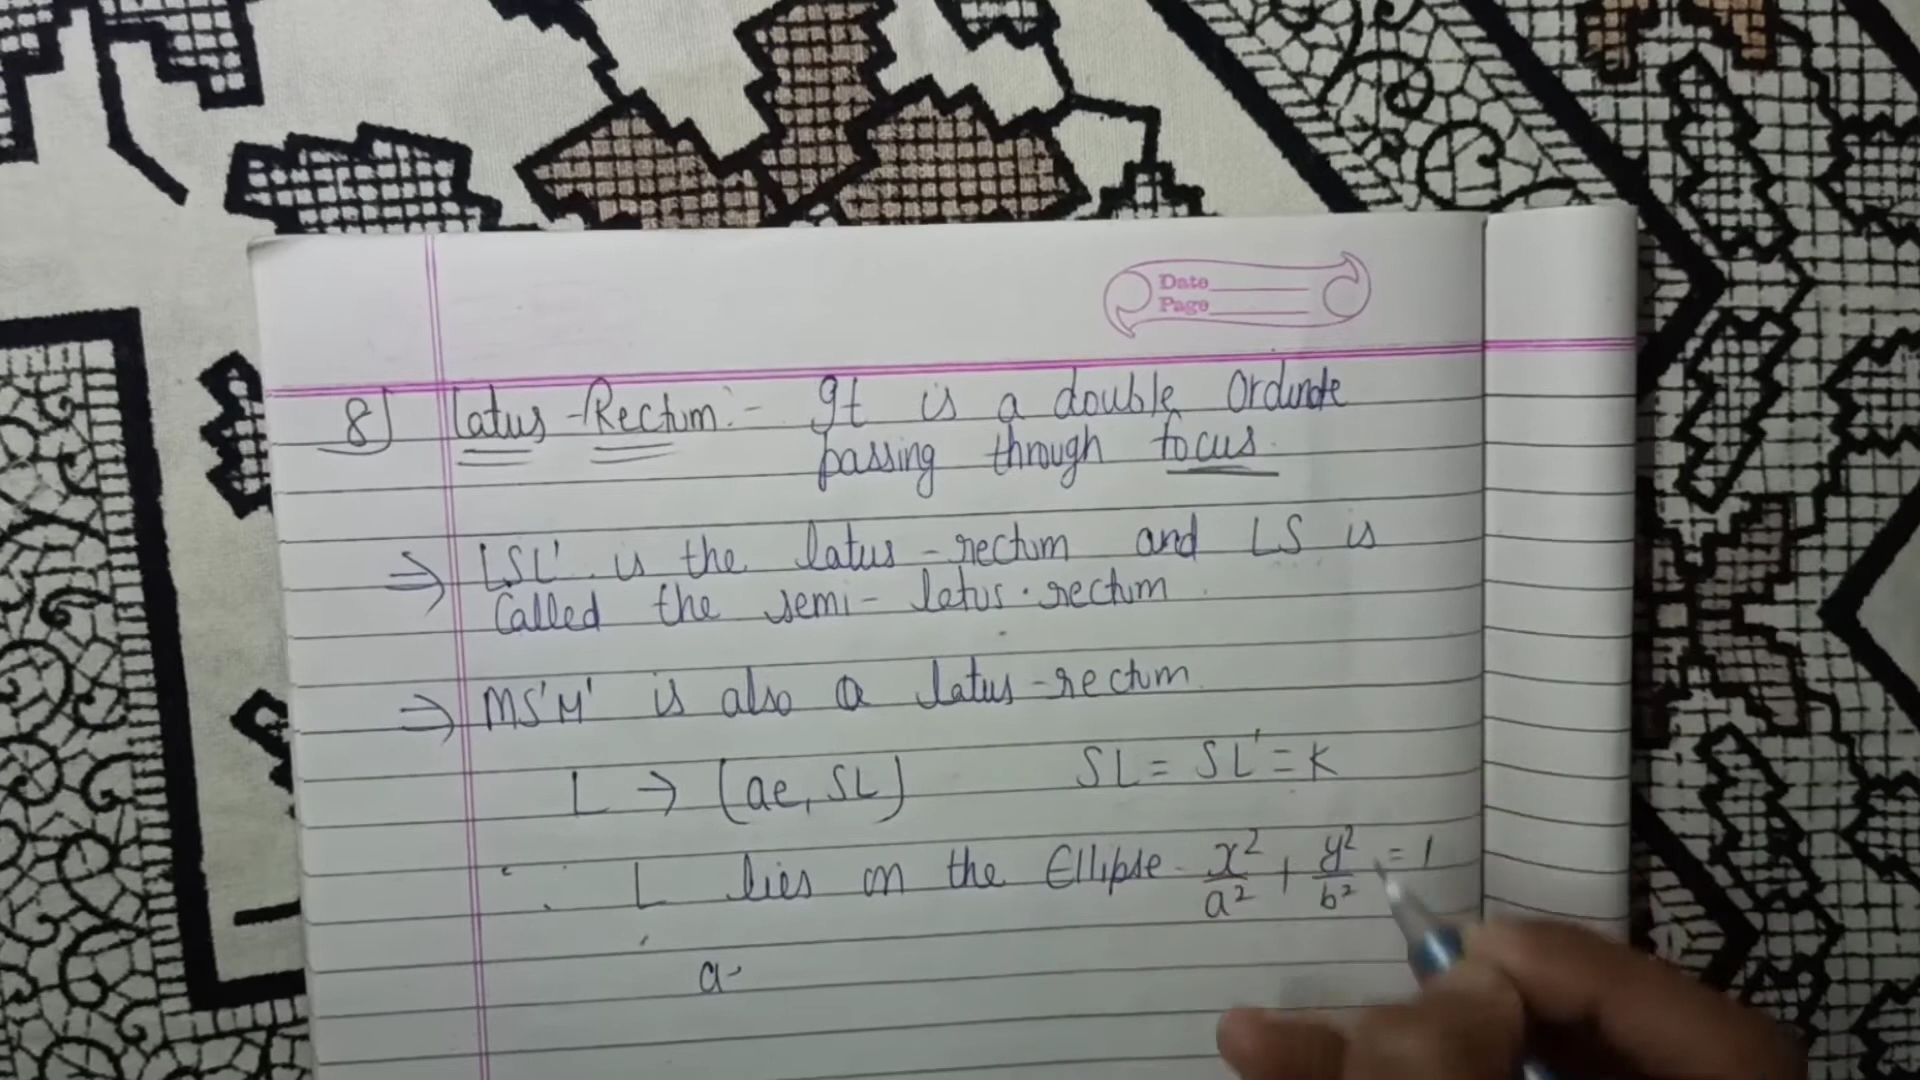 Date
Page
8] Latus-Rectum:- It is a double Ordinate
passing through focus.
⇒ LSL' is the latus-rectum and LS is
Called the semi-latus-rectum.
⇒ MS'M' is also a latus-rectum.
L → (ae, SL) SL = SL' = K
∵ L lies on the Ellipse x²/a² + y²/b² = 1
a